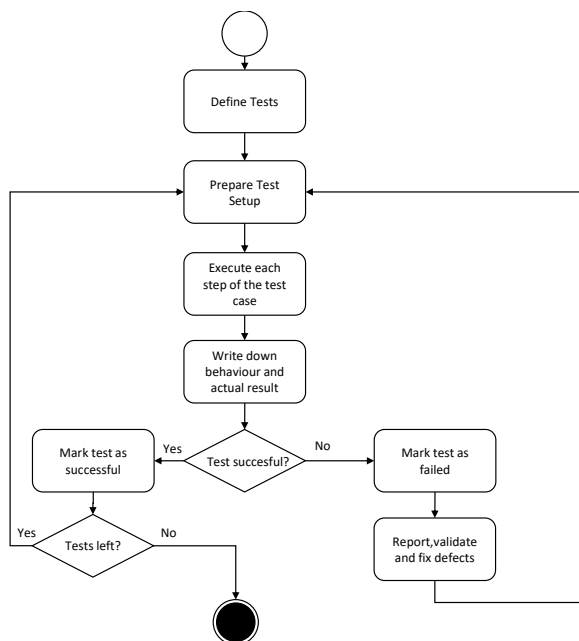 Define Tests
Prepare Test
Setup
Execute each
step of the test
case
Write down
behaviour and
actual result
Test succesful?
Yes
No
Mark test as
successful
Mark test as
failed
Tests left?
Yes
No
Report,validate
and fix defects